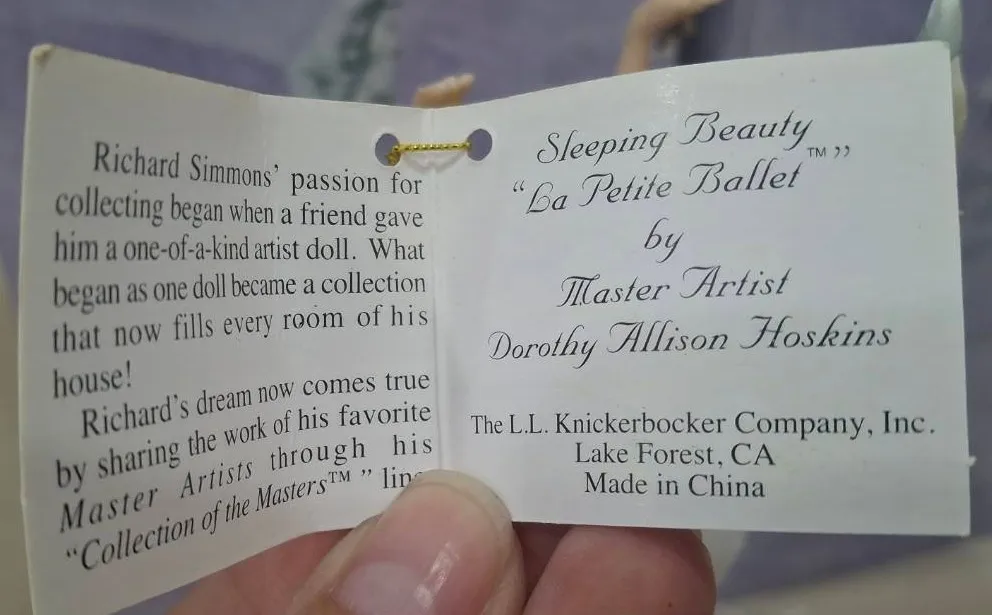 Richard Simmons' passion for
collecting began when a friend gave
him a one-of-a-kind artist doll. What
began as one doll became a collection
that now fills every room of his
house!
Richard's dream now comes true
by sharing the work of his favorite
Master Artists through his
"Collection of the Masters™ "
Sleeping Beauty
"La Petite Ballet™"
by
Master Artist
Dorothy Allison Hoskins
The L.L. Knickerbocker Company, Inc.
Lake Forest, CA
Made in China